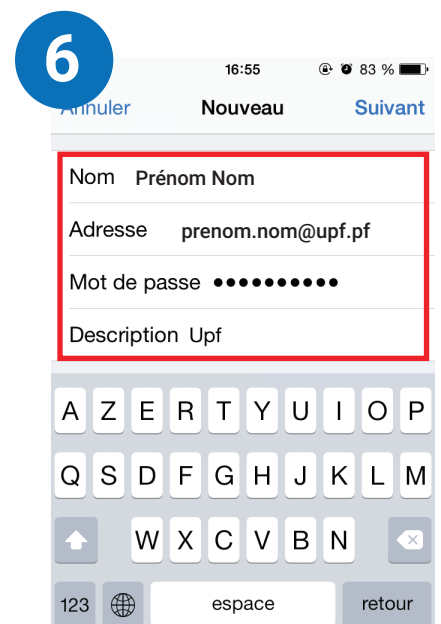 6
16:55 83 %
Annuler Nouveau Suivant
Nom Prénom Nom
Adresse prenom.nom@upf.pf
Mot de passe ••••••••••
Description Upf
A Z E R T Y U I O P
Q S D F G H J K L M
W X C V B N
123 espace retour